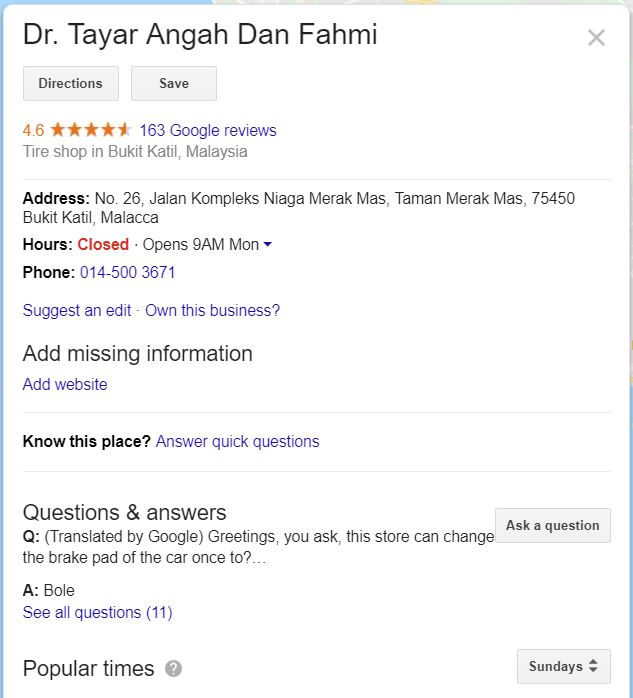 Dr. Tayar Angah Dan Fahmi
Directions
Save
4.6 163 Google reviews
Tire shop in Bukit Katil, Malaysia
Address: No. 26, Jalan Kompleks Niaga Merak Mas, Taman Merak Mas, 75450
Bukit Katil, Malacca
Hours: Closed · Opens 9AM Mon
Phone: 014-500 3671
Suggest an edit · Own this business?
Add missing information
Add website
Know this place? Answer quick questions
Questions & answers
Ask a question
Q: (Translated by Google) Greetings, you ask, this store can change
the brake pad of the car once to?…
A: Bole
See all questions (11)
Popular times ?
Sundays